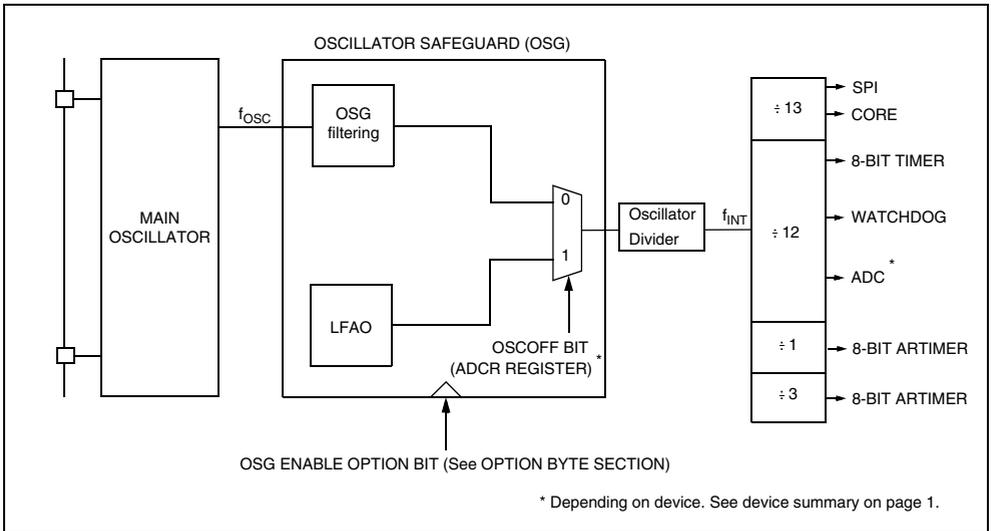 OSCILLATOR SAFEGUARD (OSG)
MAIN
OSCILLATOR
fOSC
OSG
filtering
LFAO
0
1
OSCOFF BIT
(ADCR REGISTER) *
Oscillator
Divider
fINT
÷ 13
÷ 12
÷ 1
÷ 3
SPI
CORE
8-BIT TIMER
WATCHDOG
ADC *
8-BIT ARTIMER
8-BIT ARTIMER
OSG ENABLE OPTION BIT (See OPTION BYTE SECTION)
* Depending on device. See device summary on page 1.